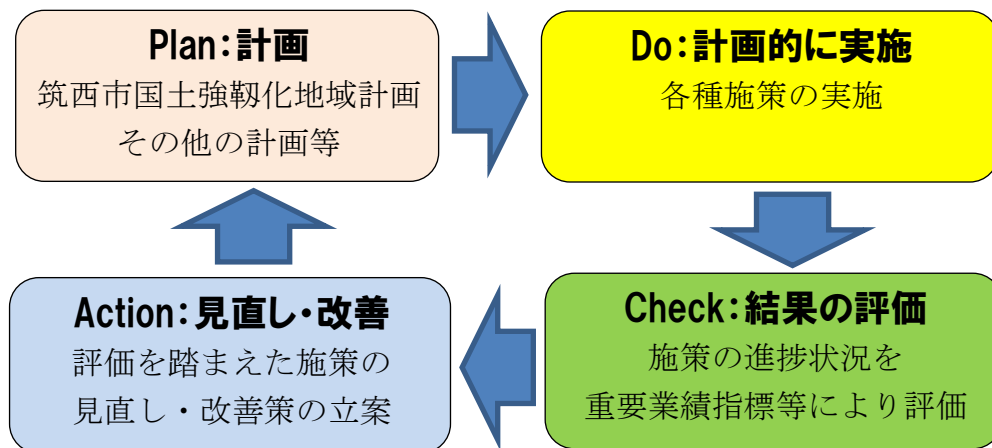 Plan:計画
筑西市国土強靱化地域計画
その他の計画等
Do:計画的に実施
各種施策の実施
Check:結果の評価
施策の進捗状況を
重要業績指標等により評価
Action:見直し・改善
評価を踏まえた施策の
見直し・改善策の立案